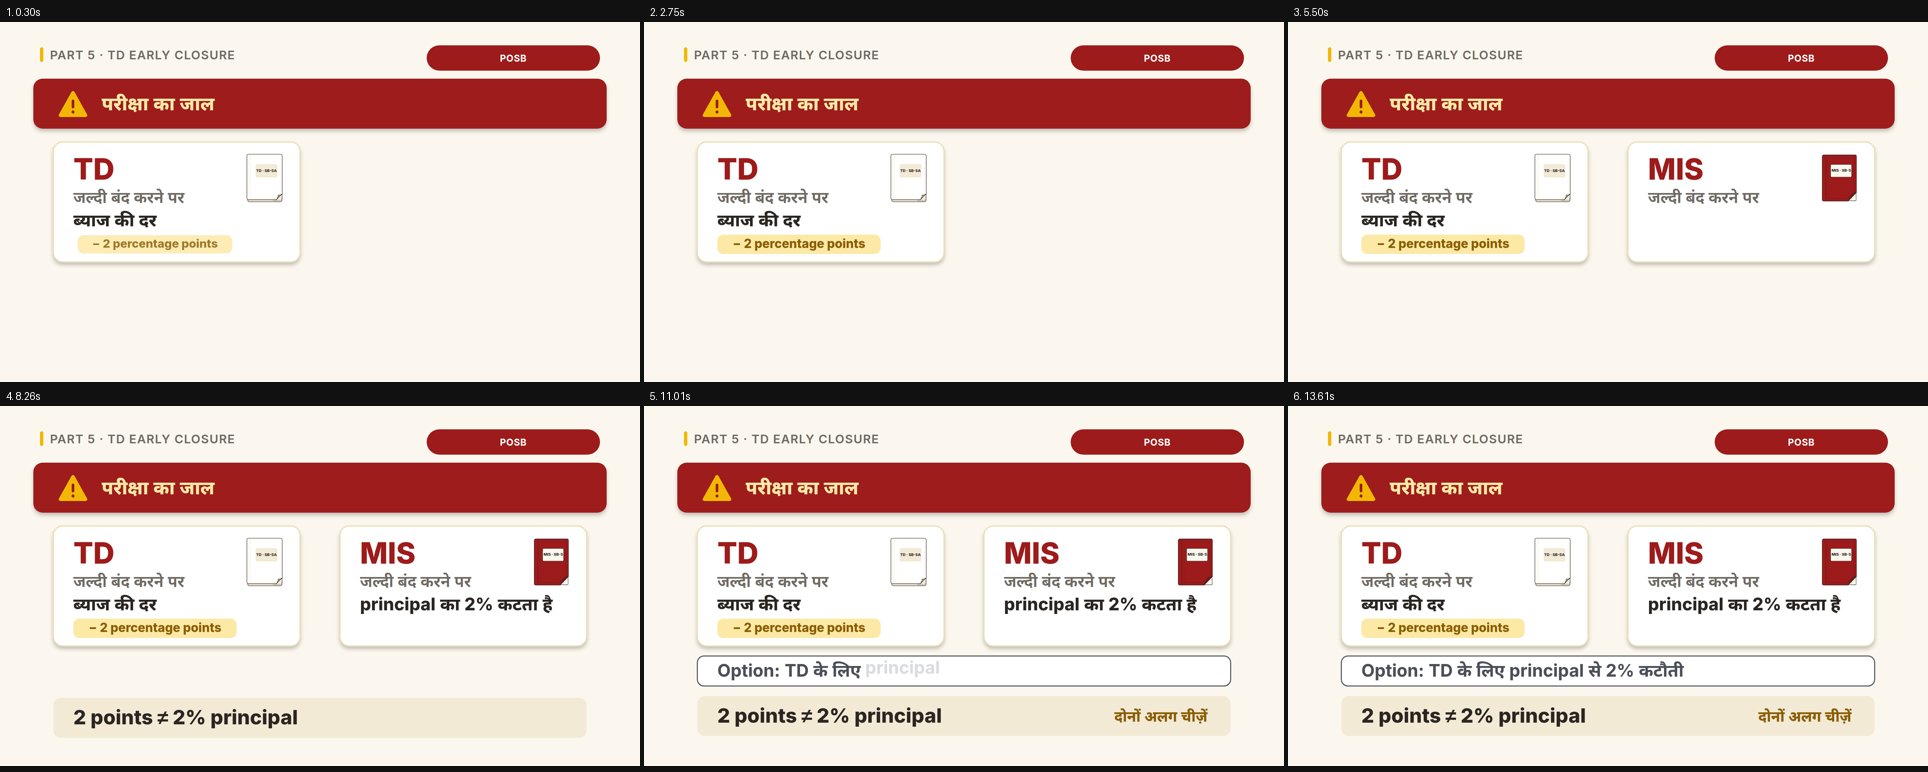 1. 0.30s
PART 5 · TD EARLY CLOSURE
POSB
परीक्षा का जाल
TD
जल्दी बंद करने पर
ब्याज की दर
– 2 percentage points
2. 2.75s
PART 5 · TD EARLY CLOSURE
POSB
परीक्षा का जाल
TD
जल्दी बंद करने पर
ब्याज की दर
– 2 percentage points
3. 5.50s
PART 5 · TD EARLY CLOSURE
POSB
परीक्षा का जाल
TD
जल्दी बंद करने पर
ब्याज की दर
– 2 percentage points
MIS
जल्दी बंद करने पर
4. 8.26s
PART 5 · TD EARLY CLOSURE
POSB
परीक्षा का जाल
TD
जल्दी बंद करने पर
ब्याज की दर
– 2 percentage points
MIS
जल्दी बंद करने पर
principal का 2% कटता है
2 points ≠ 2% principal
5. 11.01s
PART 5 · TD EARLY CLOSURE
POSB
परीक्षा का जाल
TD
जल्दी बंद करने पर
ब्याज की दर
– 2 percentage points
MIS
जल्दी बंद करने पर
principal का 2% कटता है
Option: TD के लिए principal
2 points ≠ 2% principal
दोनों अलग चीज़ें
6. 13.61s
PART 5 · TD EARLY CLOSURE
POSB
परीक्षा का जाल
TD
जल्दी बंद करने पर
ब्याज की दर
– 2 percentage points
MIS
जल्दी बंद करने पर
principal का 2% कटता है
Option: TD के लिए principal से 2% कटौती
2 points ≠ 2% principal
दोनों अलग चीज़ें